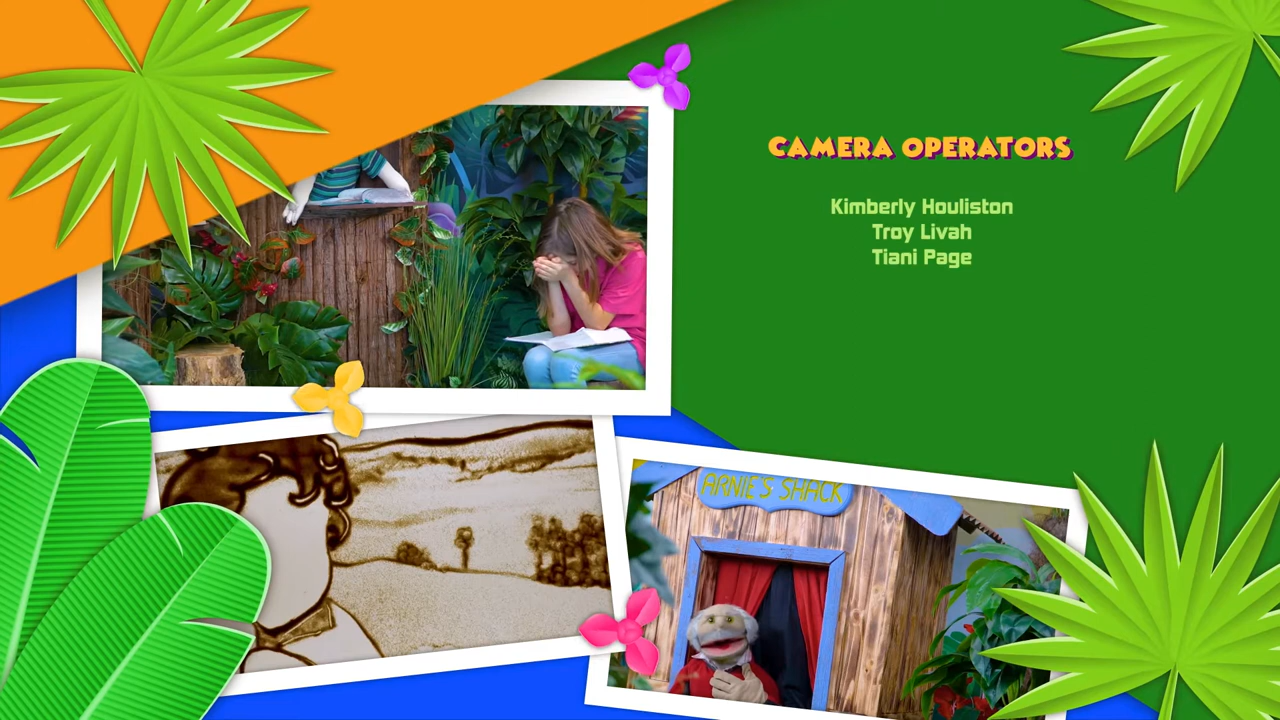 CAMERA OPERATORS
Kimberly Houliston
Troy Livah
Tiani Page
ARNIE'S SHACK